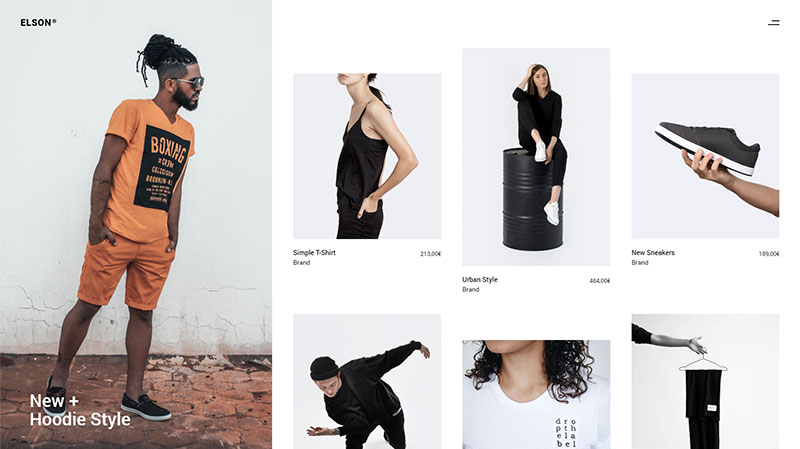 ELSON®
BOXING
COLECCION
BROOKLYN - N.Y.
New +
Hoodie Style
Simple T-Shirt
213,00€
Brand
Urban Style
464,00€
Brand
New Sneakers
189,00€
Brand